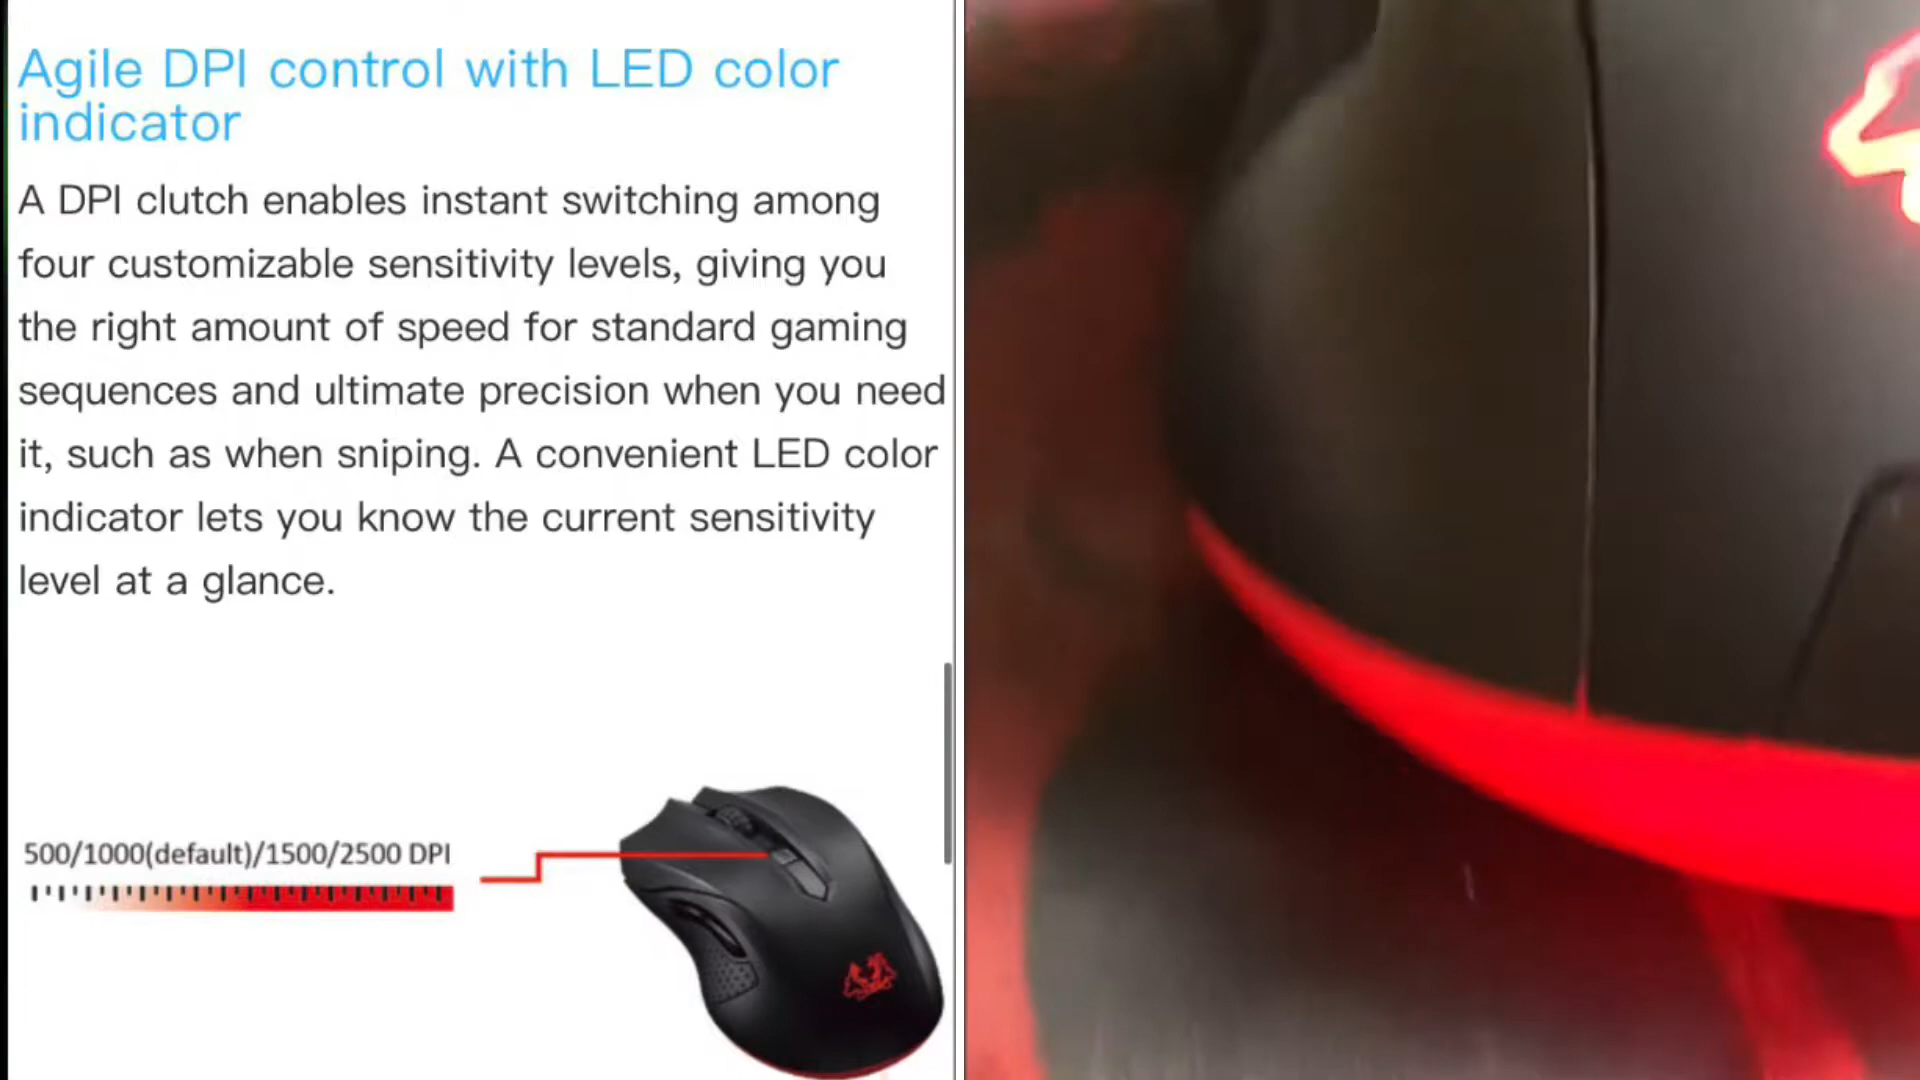 Agile DPI control with LED color
indicator
A DPI clutch enables instant switching among
four customizable sensitivity levels, giving you
the right amount of speed for standard gaming
sequences and ultimate precision when you need
it, such as when sniping. A convenient LED color
indicator lets you know the current sensitivity
level at a glance.
500/1000(default)/1500/2500 DPI